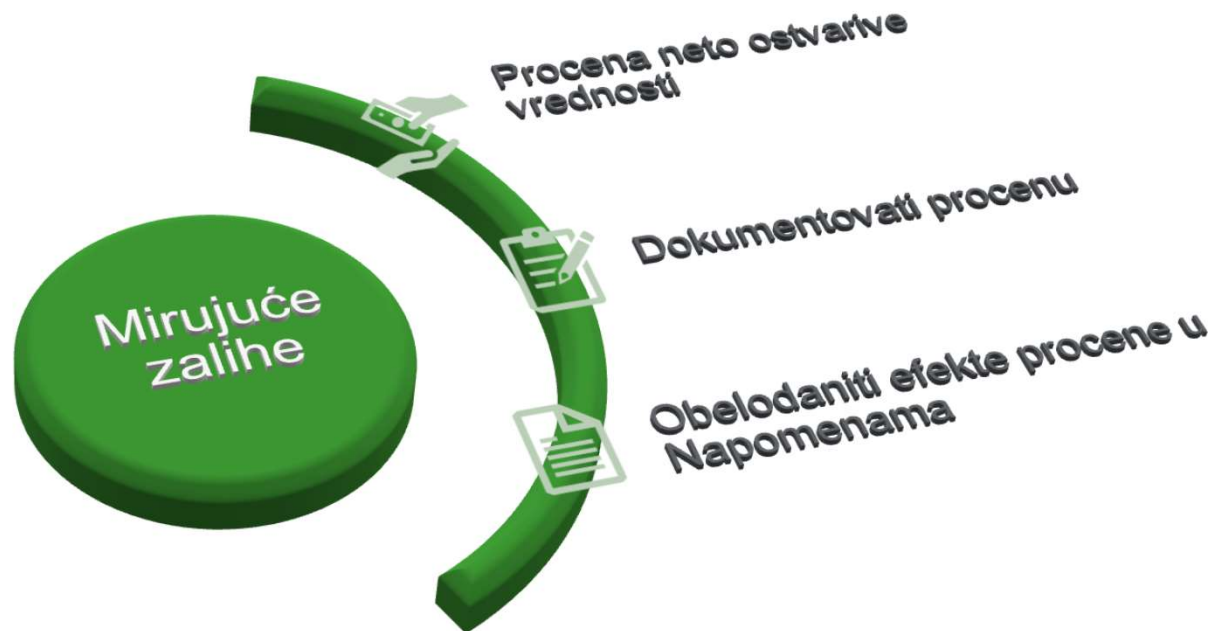 Mirujuće
zalihe
Procena neto ostvarive
vrednosti
Dokumentovati procenu
Obelodaniti efekte procene u
Napomenama